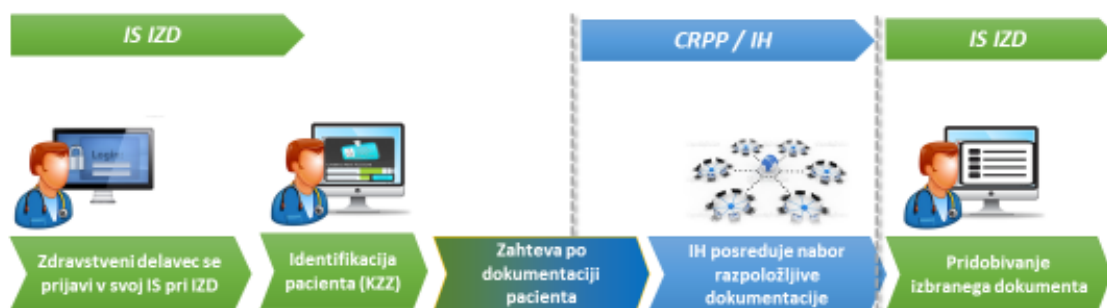 IS IZD
CRPP / IH
IS IZD
Login:
Zdravstveni delavec se
prijavi v svoj IS pri IZD
Identifikacija
pacienta (KZZ)
Zahteva po
dokumentaciji
pacienta
IH posreduje nabor
razpoložljive
dokumentacije
Pridobivanje
izbranega dokumenta